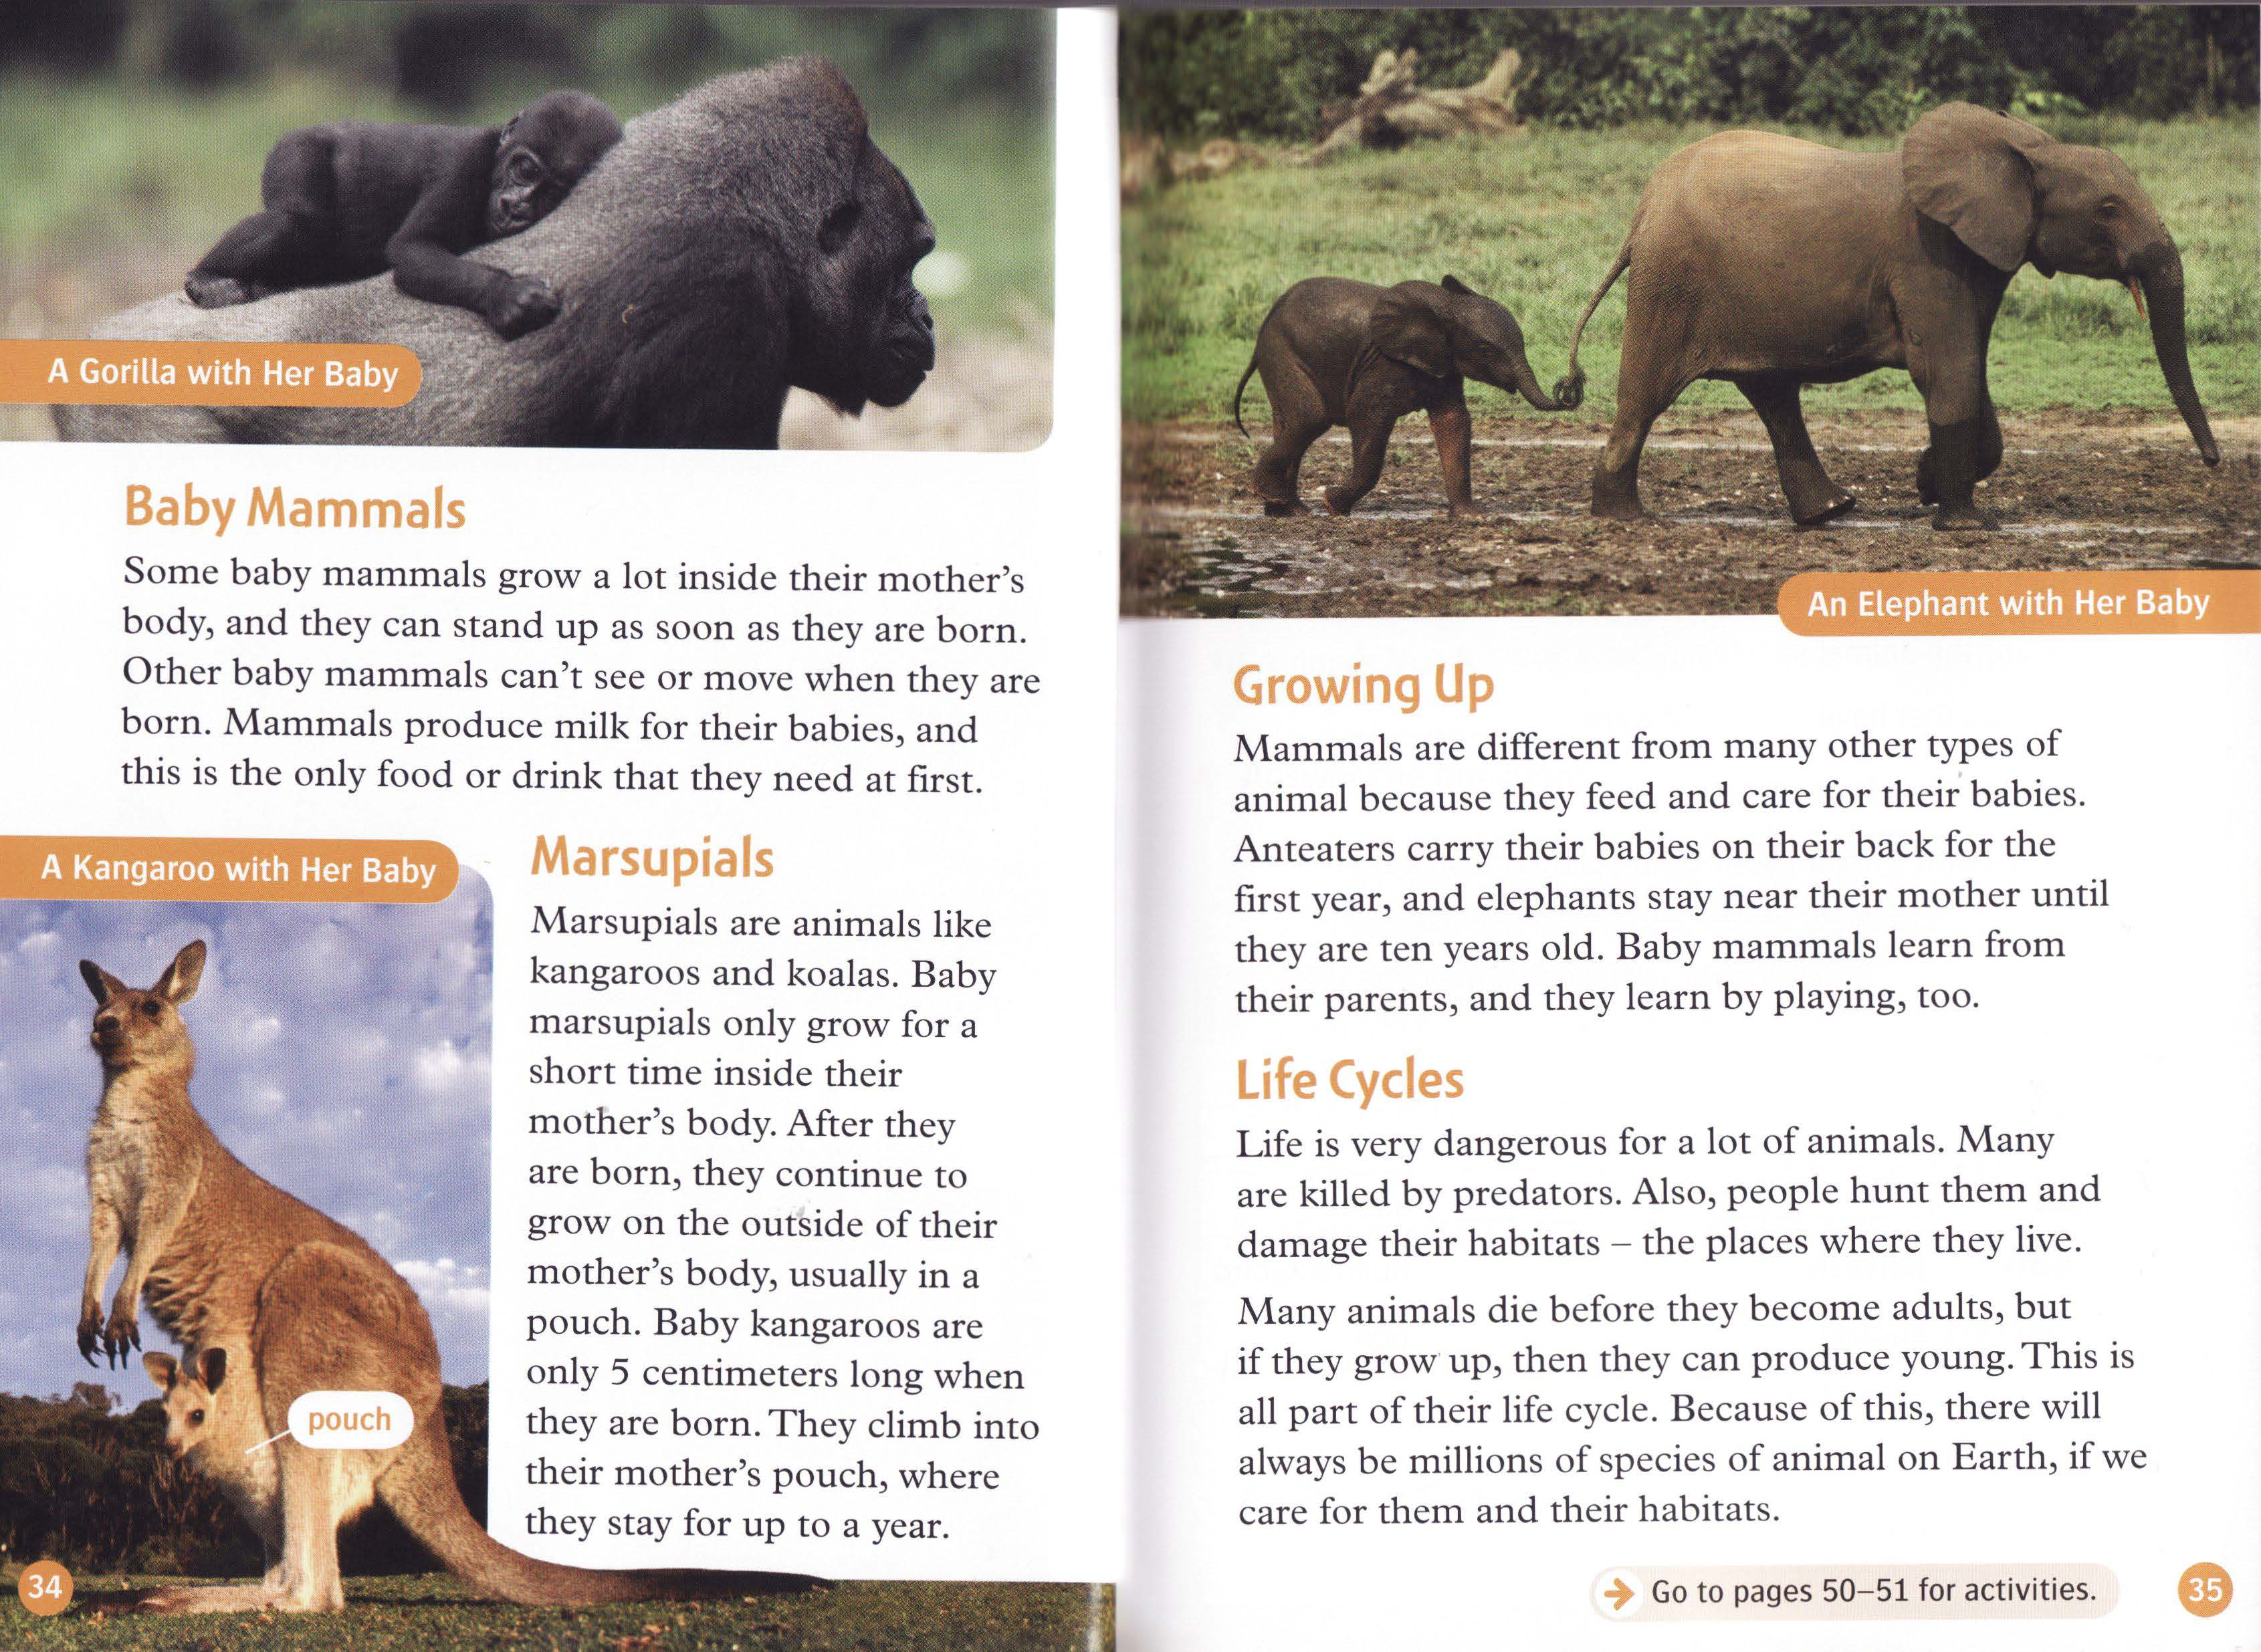 A Gorilla with Her Baby
Baby Mammals
Some baby mammals grow a lot inside their mother's
body, and they can stand up as soon as they are born.
Other baby mammals can't see or move when they are
born. Mammals produce milk for their babies, and
this is the only food or drink that they need at first.
A Kangaroo with Her Baby
pouch
Marsupials
Marsupials are animals like
kangaroos and koalas. Baby
marsupials only grow for a
short time inside their
mother's body. After they
are born, they continue to
grow on the outside of their
mother's body, usually in a
pouch. Baby kangaroos are
only 5 centimeters long when
they are born. They climb into
their mother's pouch, where
they stay for up to a year.
34
An Elephant with Her Baby
Growing Up
Mammals are different from many other types of
animal because they feed and care for their babies.
Anteaters carry their babies on their back for the
first year, and elephants stay near their mother until
they are ten years old. Baby mammals learn from
their parents, and they learn by playing, too.
Life Cycles
Life is very dangerous for a lot of animals. Many
are killed by predators. Also, people hunt them and
damage their habitats – the places where they live.
Many animals die before they become adults, but
if they grow up, then they can produce young. This is
all part of their life cycle. Because of this, there will
always be millions of species of animal on Earth, if we
care for them and their habitats.
Go to pages 50–51 for activities.
35